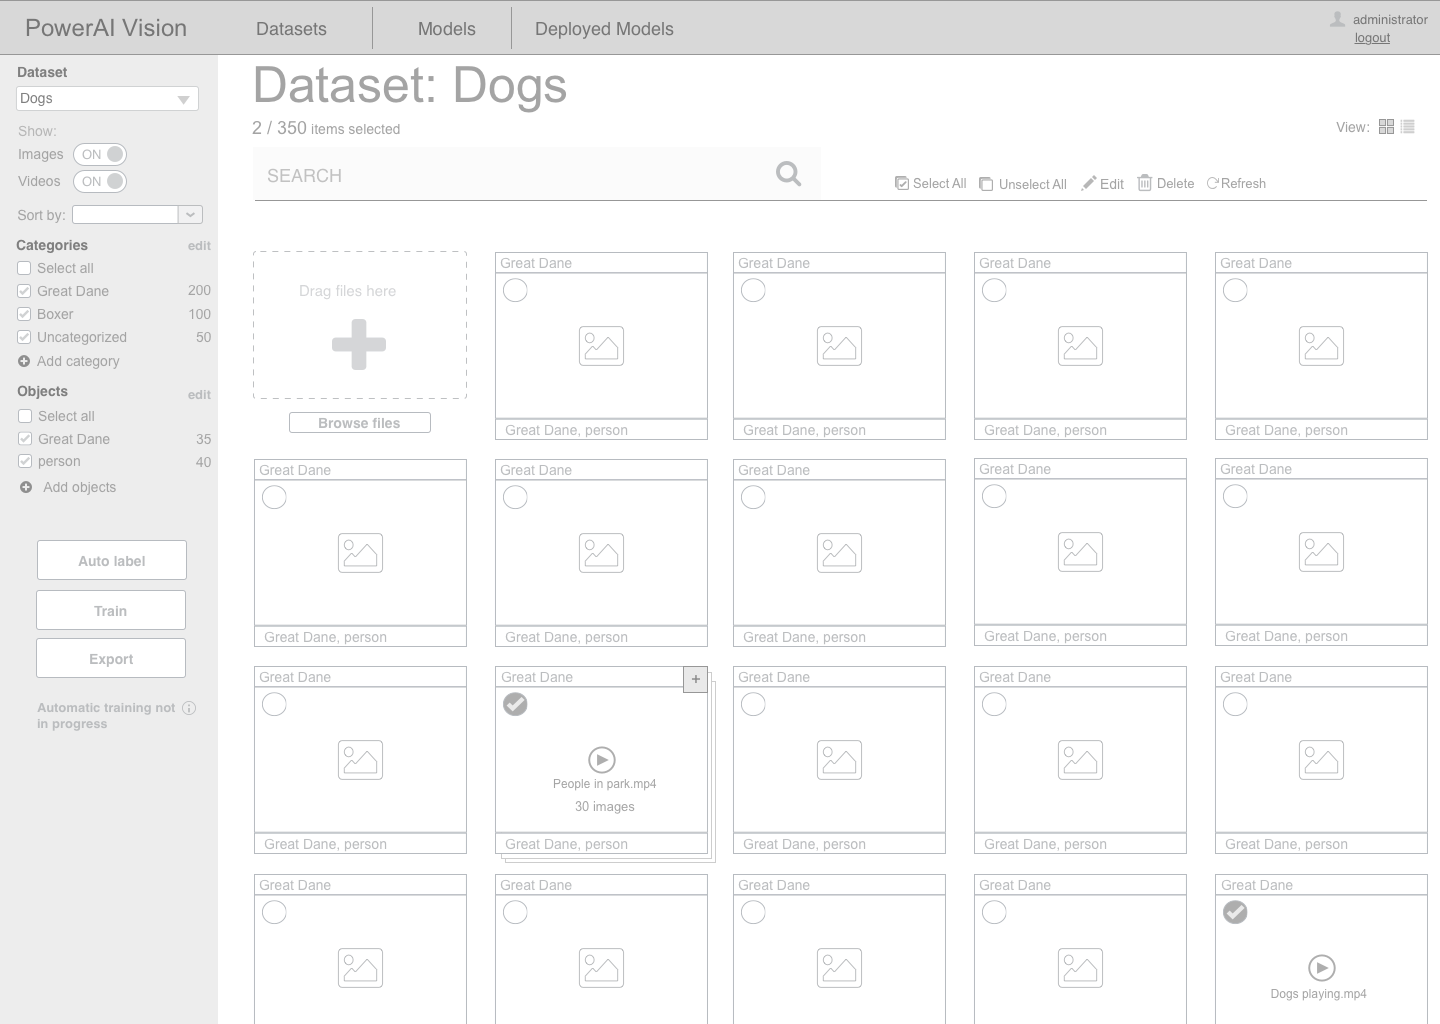 PowerAI Vision
Datasets
Models
Deployed Models
administrator
logout
Dataset
Dogs
Show:
Images ON
Videos ON
Sort by:
Categories edit
Select all
Great Dane 200
Boxer 100
Uncategorized 50
Add category
Objects edit
Select all
Great Dane 35
person 40
Add objects
Auto label
Train
Export
Automatic training not
in progress
Dataset: Dogs
2 / 350 items selected
View:
SEARCH
Select All Unselect All Edit Delete Refresh
Drag files here
Browse files
Great Dane
Great Dane, person
Great Dane
Great Dane, person
Great Dane
Great Dane, person
Great Dane
Great Dane, person
Great Dane
Great Dane, person
Great Dane
Great Dane, person
Great Dane
Great Dane, person
Great Dane
Great Dane, person
Great Dane
Great Dane, person
Great Dane
Great Dane, person
Great Dane +
People in park.mp4
30 images
Great Dane, person
Great Dane
Great Dane, person
Great Dane
Great Dane, person
Great Dane
Great Dane, person
Great Dane
Great Dane
Great Dane
Great Dane
Great Dane
Dogs playing.mp4